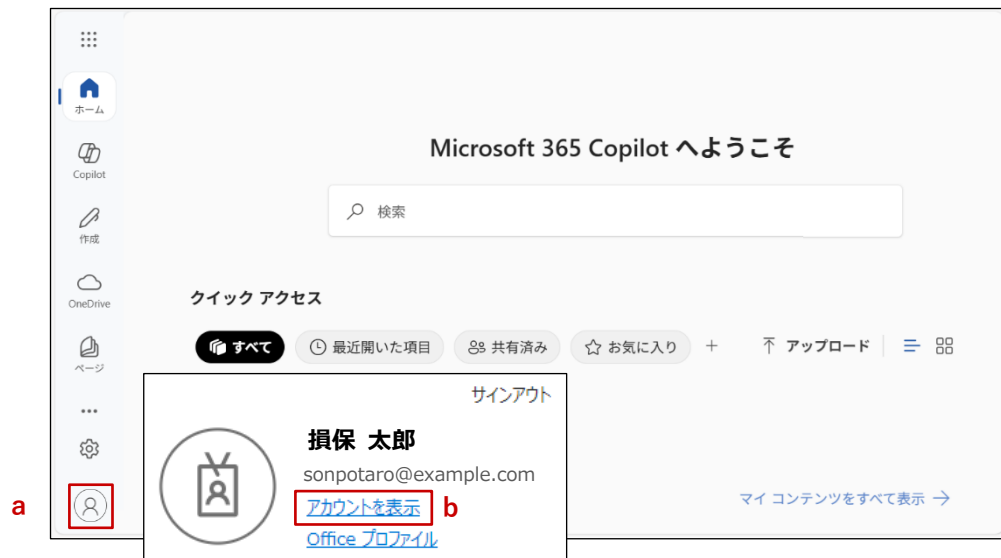 ホーム
Copilot
作成
OneDrive
ページ
Microsoft 365 Copilot へようこそ
検索
クイック アクセス
すべて 最近開いた項目 共有済み お気に入り + アップロード
サインアウト
損保 太郎
sonpotaro@example.com
アカウントを表示 b
Office プロファイル
a
マイ コンテンツをすべて表示 →